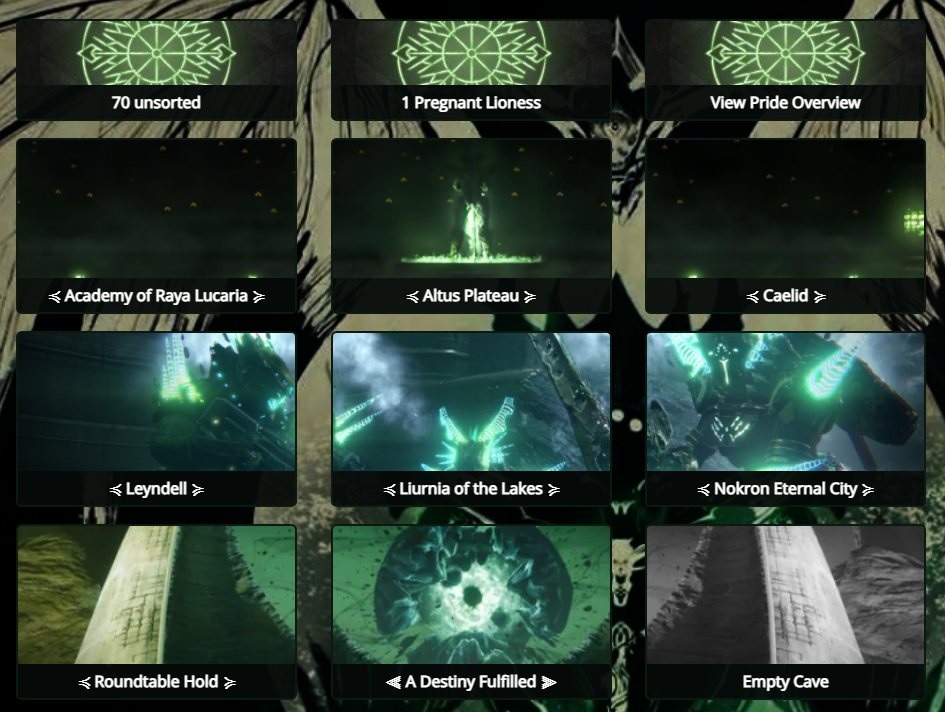 70 unsorted
1 Pregnant Lioness
View Pride Overview
⪪ Academy of Raya Lucaria ⪫
⪪ Altus Plateau ⪫
⪪ Caelid ⪫
⪪ Leyndell ⪫
⪪ Liurnia of the Lakes ⪫
⪪ Nokron Eternal City ⪫
⪪ Roundtable Hold ⪫
⫷ A Destiny Fulfilled ⫸
Empty Cave